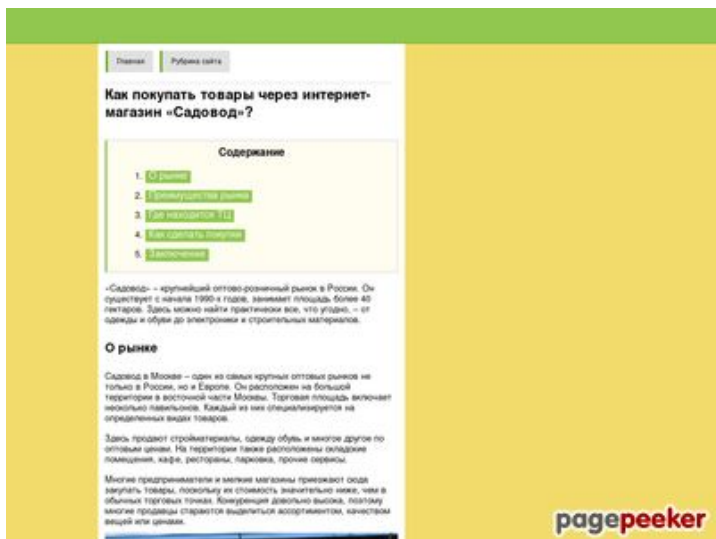 Главная
Рубрика сайта
Как покупать товары через интернет-
магазин «Садовод»?
Содержание
1. О рынке
2. Преимущества рынка
3. Где находится ТЦ
4. Как сделать покупки
5. Заключение
«Садовод» – крупнейший оптово-розничный рынок в России. Он
существует с начала 1990-х годов, занимает площадь более 40
гектаров. Здесь можно найти практически все, что угодно, – от
одежды и обуви до электроники и строительных материалов.
О рынке
Садовод в Москве – один из самых крупных оптовых рынков не
только в России, но и Европе. Он расположен на большой
территории в восточной части Москвы. Торговая площадь включает
несколько павильонов. Каждый из них специализируется на
определенных видах товаров.
Здесь продают стройматериалы, одежду обувь и многое другое по
оптовым ценам. На территории также расположены складские
помещения, кафе, рестораны, парковка, прочие сервисы.
Многие предприниматели и мелкие магазины приезжают сюда
закупать товары, поскольку их стоимость значительно ниже, чем в
обычных торговых точках. Конкуренция довольно высока, поэтому
многие продавцы стараются выделиться ассортиментом, качеством
вещей или ценами.
pagepeeker